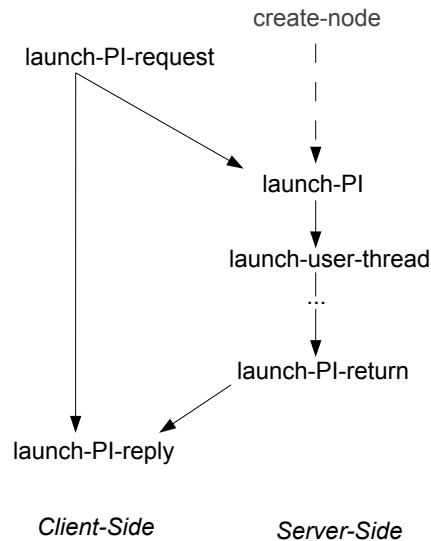 create-node
launch-PI-request
launch-PI
launch-user-thread
...
launch-PI-return
launch-PI-reply
Client-Side
Server-Side